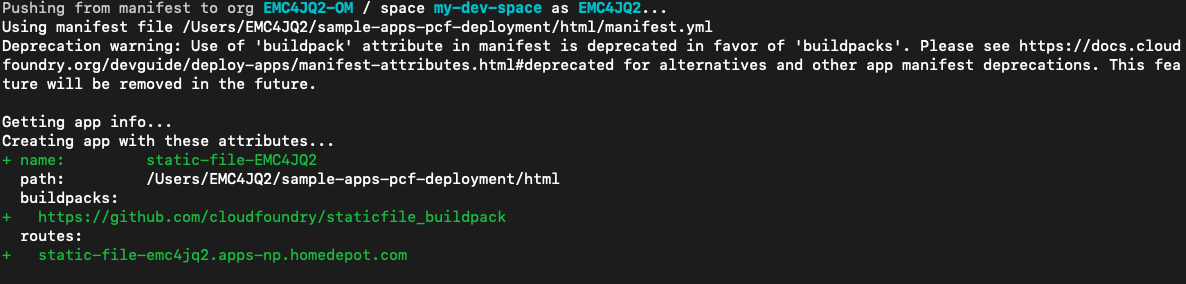 Pushing from manifest to org EMC4JQ2-OM / space my-dev-space as EMC4JQ2...
Using manifest file /Users/EMC4JQ2/sample-apps-pcf-deployment/html/manifest.yml
Deprecation warning: Use of 'buildpack' attribute in manifest is deprecated in favor of 'buildpacks'. Please see https://docs.cloud
foundry.org/devguide/deploy-apps/manifest-attributes.html#deprecated for alternatives and other app manifest deprecations. This fea
ture will be removed in the future.
Getting app info...
Creating app with these attributes...
+ name:         static-file-EMC4JQ2
  path:         /Users/EMC4JQ2/sample-apps-pcf-deployment/html
  buildpacks:
+   https://github.com/cloudfoundry/staticfile_buildpack
  routes:
+   static-file-emc4jq2.apps-np.homedepot.com